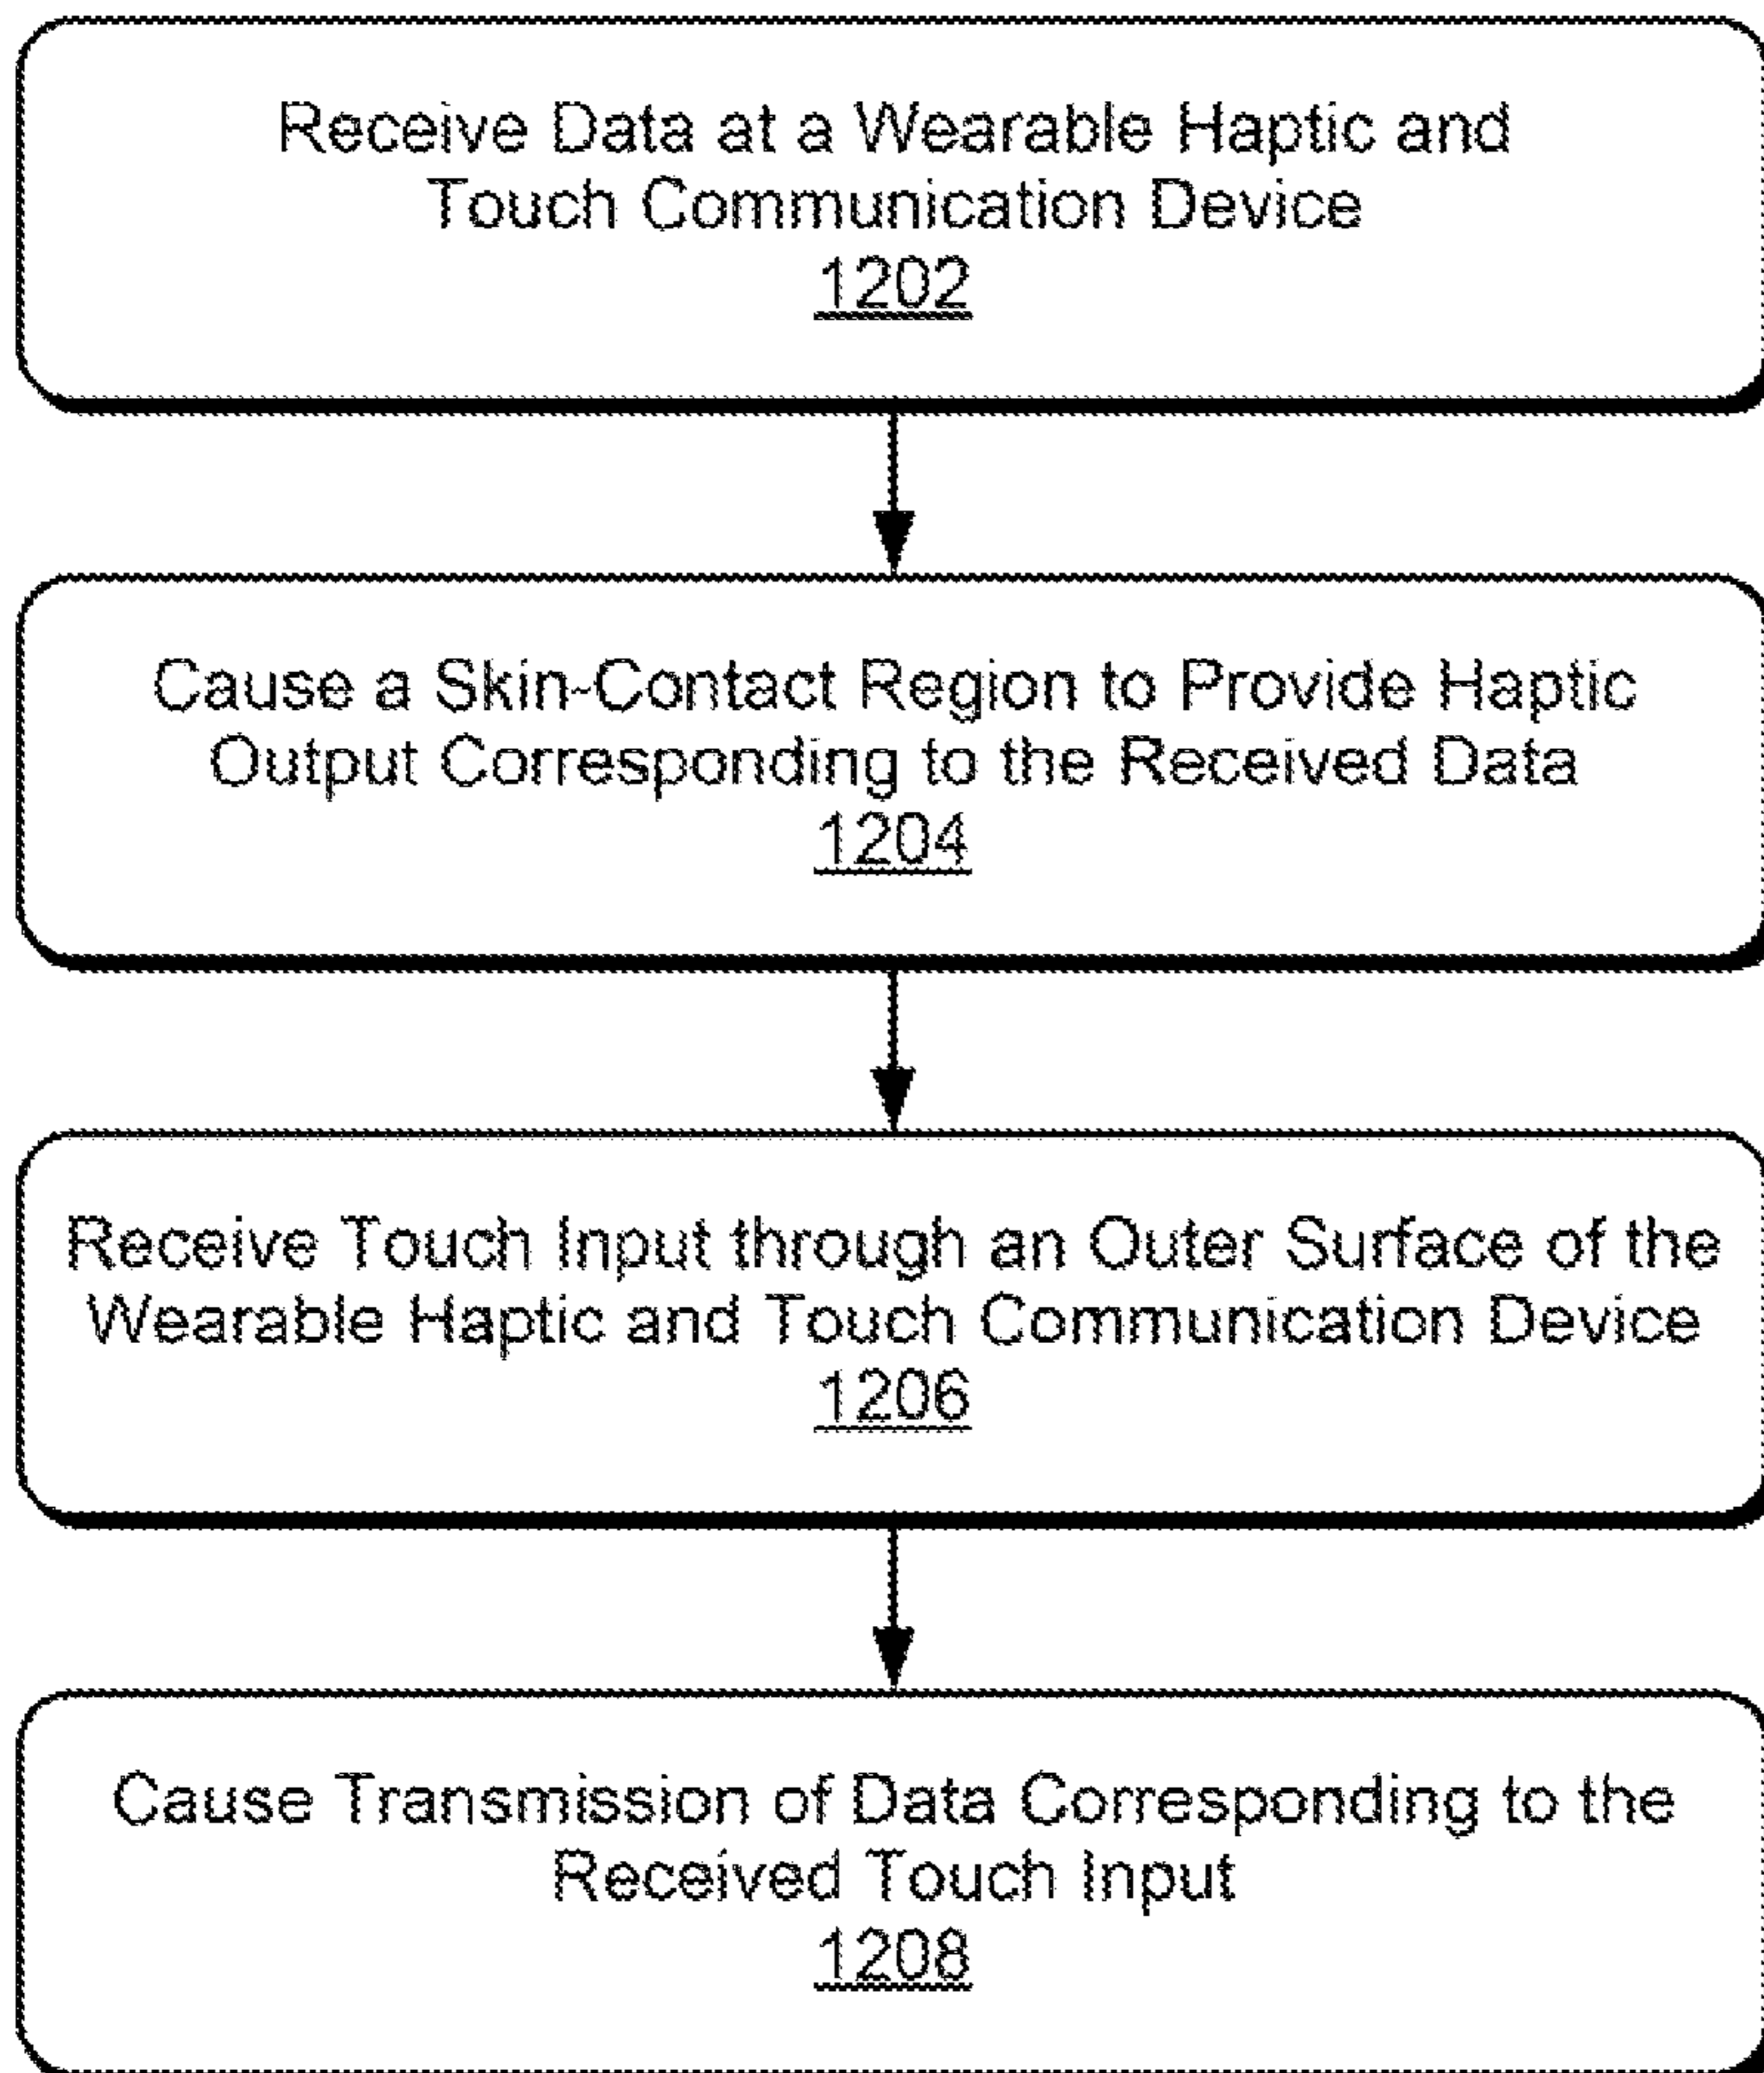 Receive Data at a Wearable Haptic and
Touch Communication Device
1202
Cause a Skin-Contact Region to Provide Haptic
Output Corresponding to the Received Data
1204
Receive Touch Input through an Outer Surface of the
Wearable Haptic and Touch Communication Device
1206
Cause Transmission of Data Corresponding to the
Received Touch Input
1208